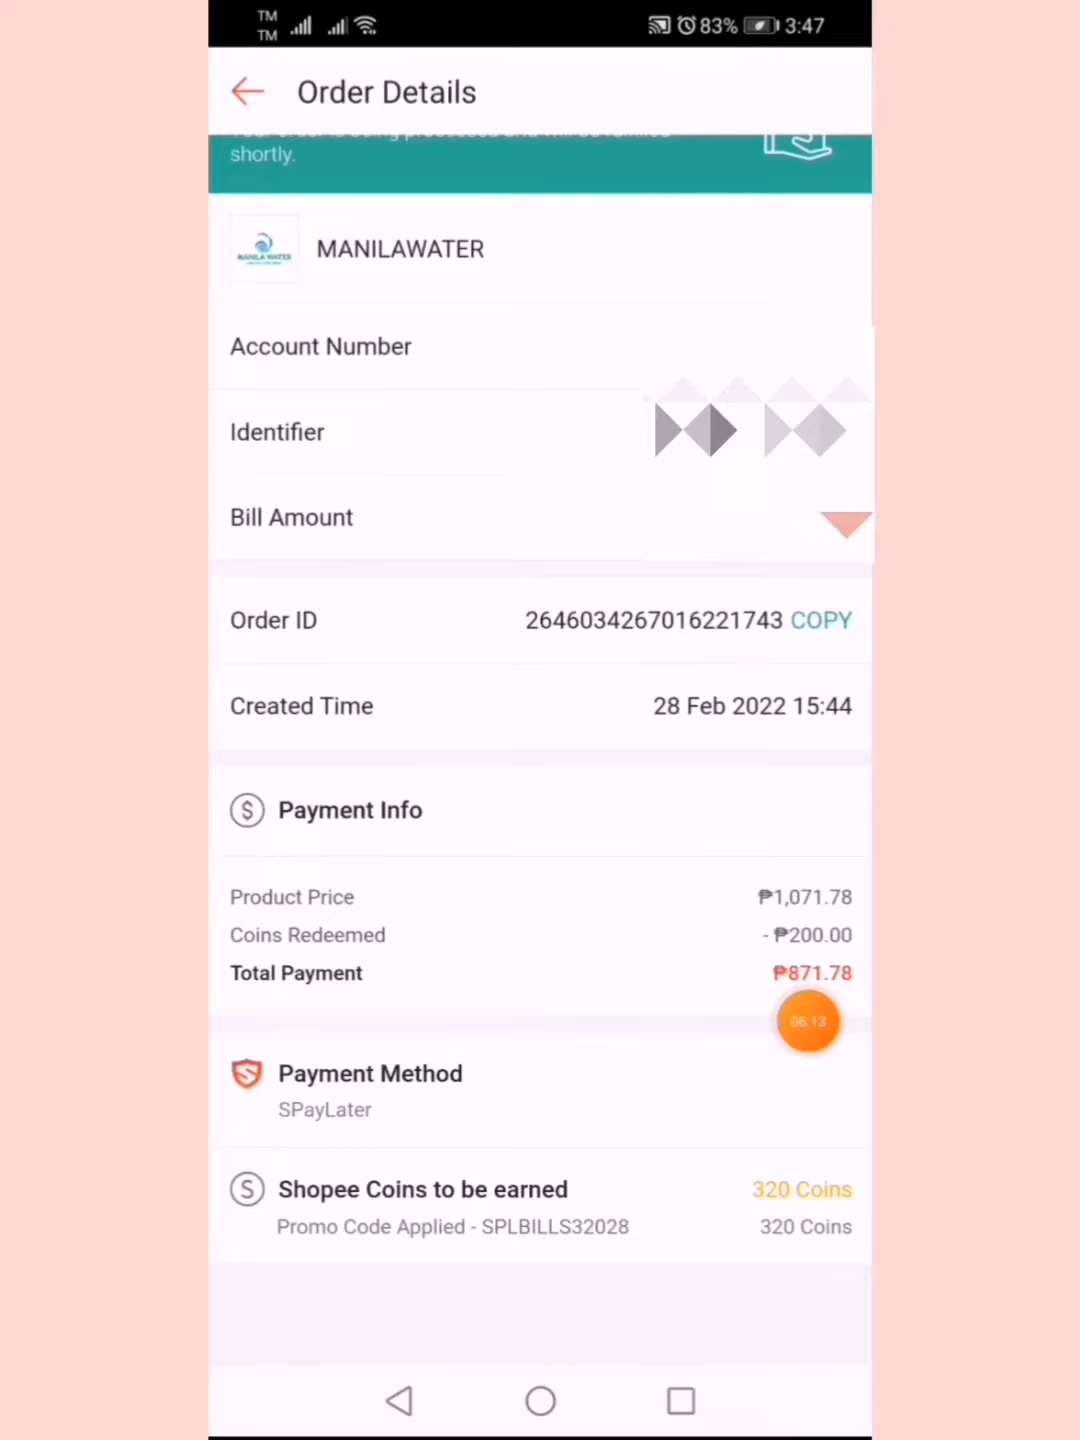 TM
TM
83% 3:47
Order Details
shortly.
MANILA WATER
MANILAWATER
Account Number
Identifier
Bill Amount
Order ID 2646034267016221743 COPY
Created Time 28 Feb 2022 15:44
Payment Info
Product Price ₱1,071.78
Coins Redeemed - ₱200.00
Total Payment ₱871.78
06:13
Payment Method
SPayLater
Shopee Coins to be earned 320 Coins
Promo Code Applied - SPLBILLS32028 320 Coins